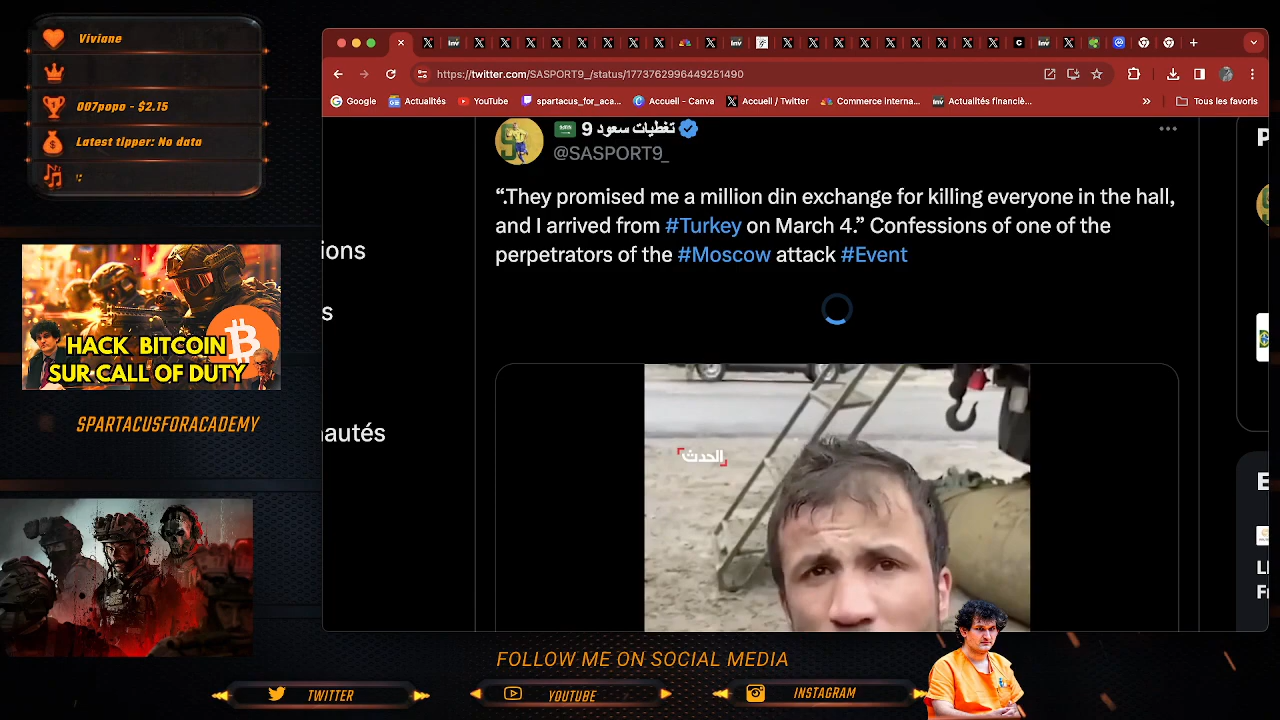 Viviane
007popo - $2.15
Latest tipper: No data
:
HACK BITCOIN
SUR CALL OF DUTY
SPARTACUSFORACADEMY
https://twitter.com/SASPORT9_/status/1773762996449251490
Google
Actualités
YouTube
spartacus_for_aca...
Accueil - Canva
Accueil / Twitter
Commerce Interna...
Inv
Actualités financiè...
»
Tous les favoris
تغطيات سعود 9
@SASPORT9_
“.They promised me a million din exchange for killing everyone in the hall,
and I arrived from #Turkey on March 4.” Confessions of one of the
perpetrators of the #Moscow attack #Event
ions
s
autés
الحدث
P
E
LI
Fr
FOLLOW ME ON SOCIAL MEDIA
TWITTER
YOUTUBE
INSTAGRAM